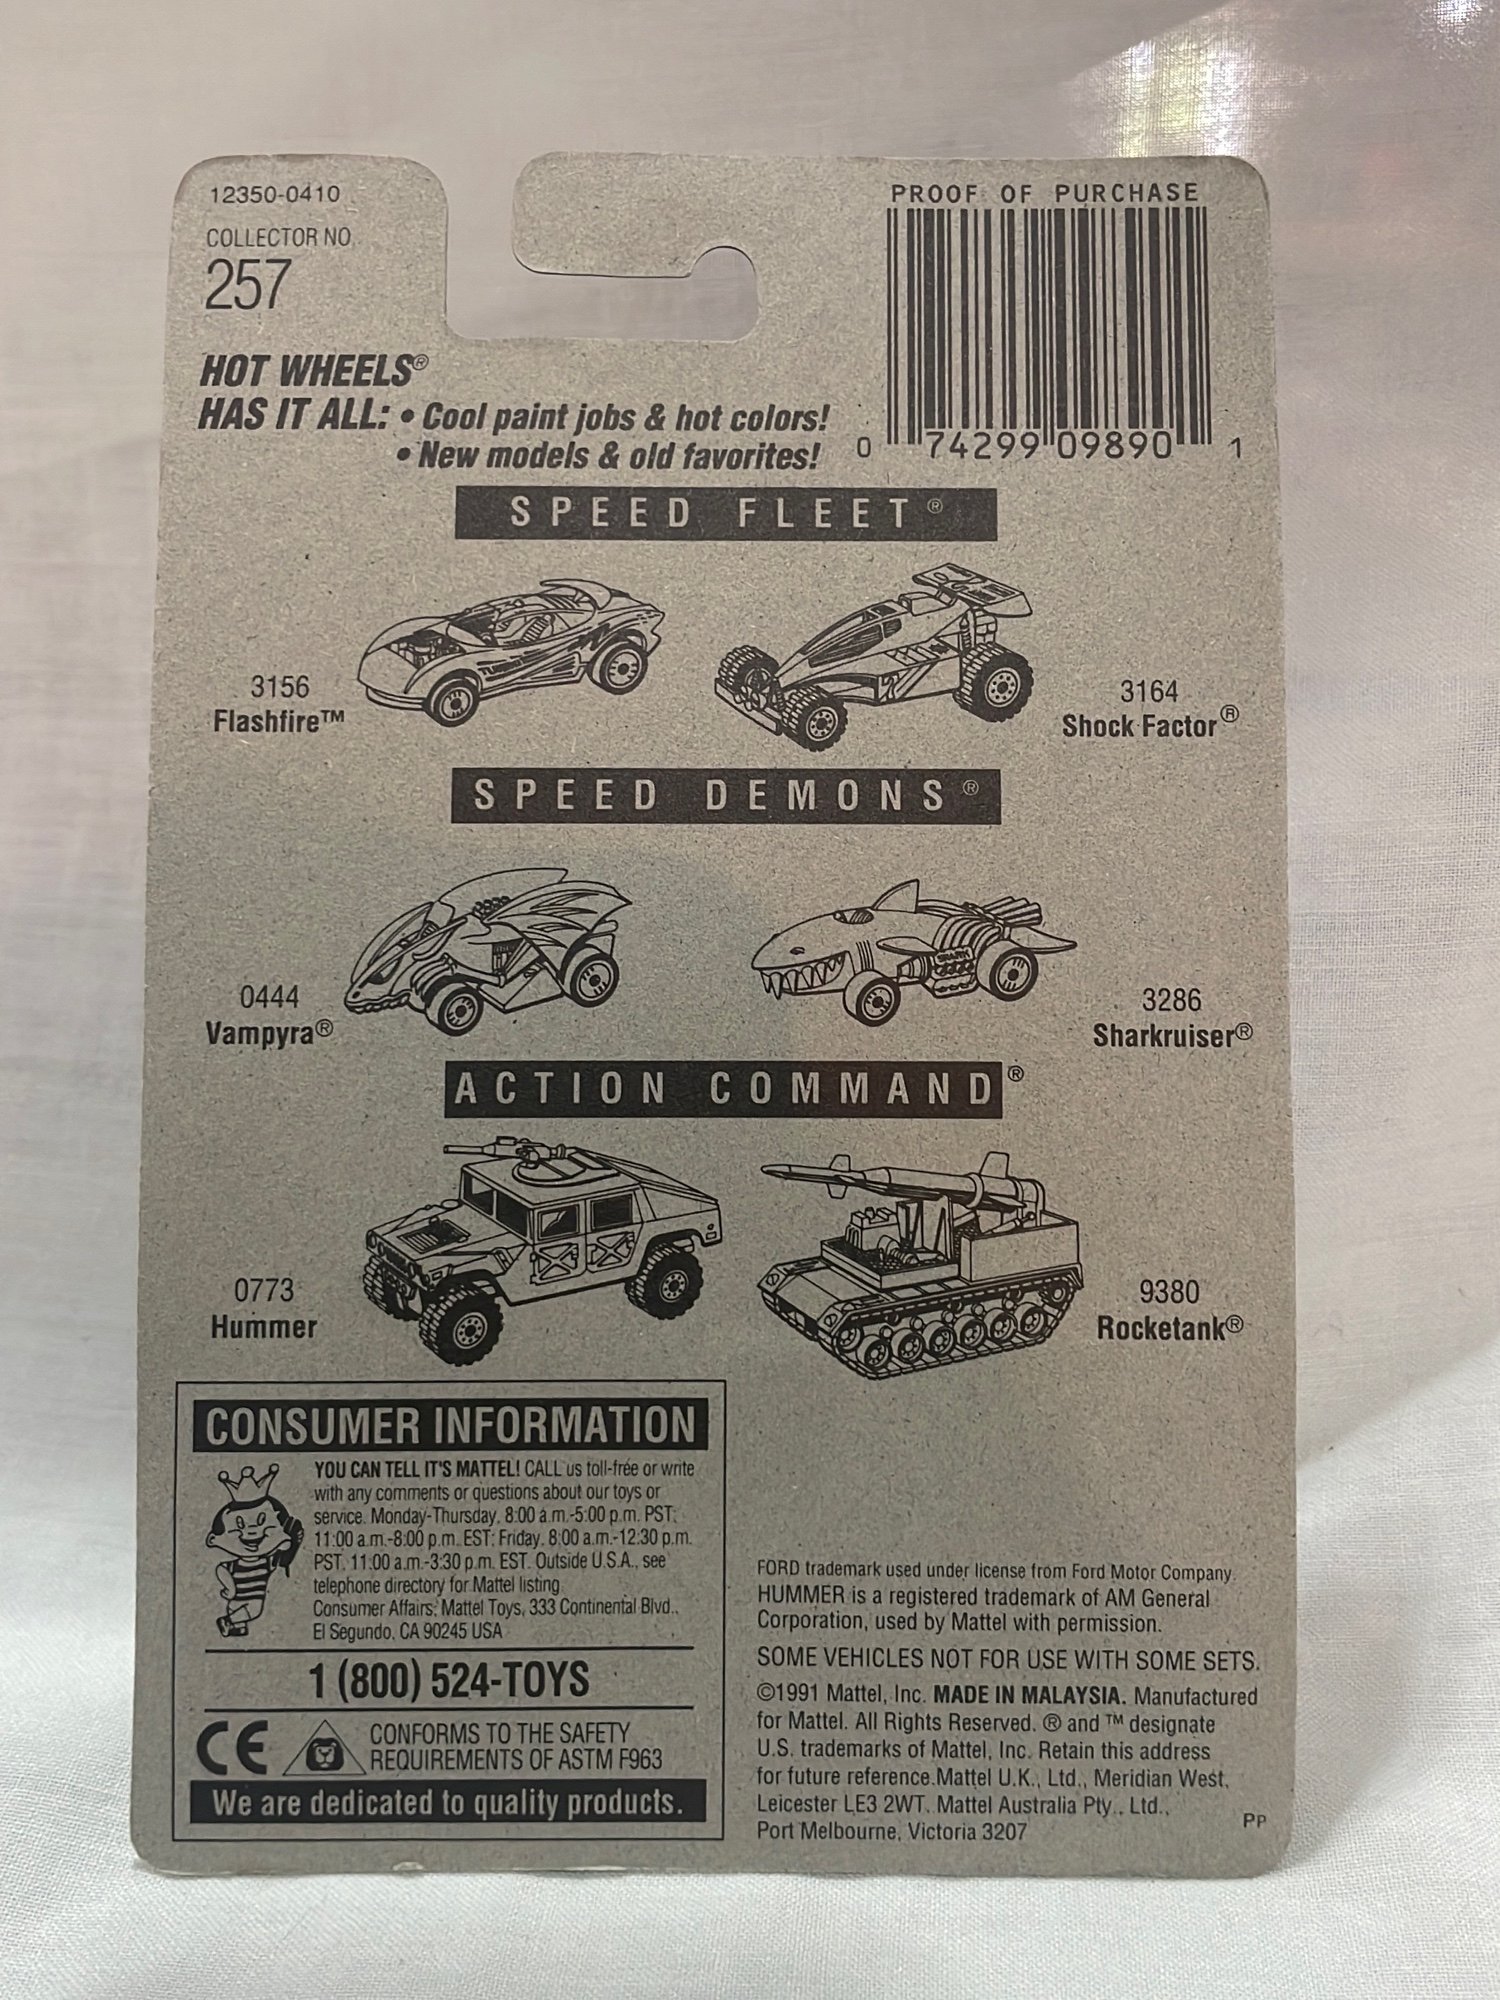 12350-0410
COLLECTOR NO.
257
PROOF OF PURCHASE
0 74299 09890 1
HOT WHEELS®
HAS IT ALL: • Cool paint jobs & hot colors!
• New models & old favorites!
SPEED FLEET®
3156
Flashfire™
3164
Shock Factor®
SPEED DEMONS®
0444
Vampyra®
3286
Sharkruiser®
ACTION COMMAND®
0773
Hummer
9380
Rocketank®
CONSUMER INFORMATION
YOU CAN TELL IT'S MATTEL! CALL us toll-free or write
with any comments or questions about our toys or
service. Monday-Thursday, 8:00 a.m.-5:00 p.m. PST;
11:00 a.m.-8:00 p.m. EST; Friday, 8:00 a.m.-12:30 p.m.
PST, 11:00 a.m.-3:30 p.m. EST. Outside U.S.A., see
telephone directory for Mattel listing.
Consumer Affairs, Mattel Toys, 333 Continental Blvd.,
El Segundo, CA 90245 USA
1 (800) 524-TOYS
CE CONFORMS TO THE SAFETY
REQUIREMENTS OF ASTM F963
We are dedicated to quality products.
FORD trademark used under license from Ford Motor Company.
HUMMER is a registered trademark of AM General
Corporation, used by Mattel with permission.
SOME VEHICLES NOT FOR USE WITH SOME SETS.
©1991 Mattel, Inc. MADE IN MALAYSIA. Manufactured
for Mattel. All Rights Reserved. ® and ™ designate
U.S. trademarks of Mattel, Inc. Retain this address
for future reference.Mattel U.K., Ltd., Meridian West,
Leicester LE3 2WT. Mattel Australia Pty., Ltd.,
Port Melbourne, Victoria 3207
PP